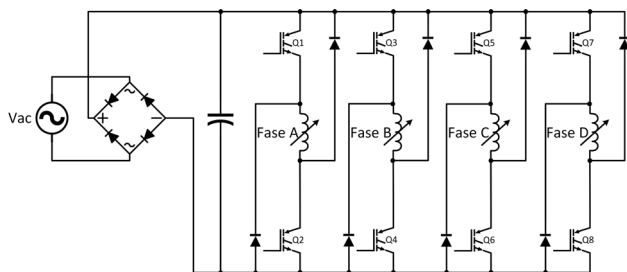 Q1
Q3
Q5
Q7
Vac
Fase A
Fase B
Fase C
Fase D
Q2
Q4
Q6
Q8